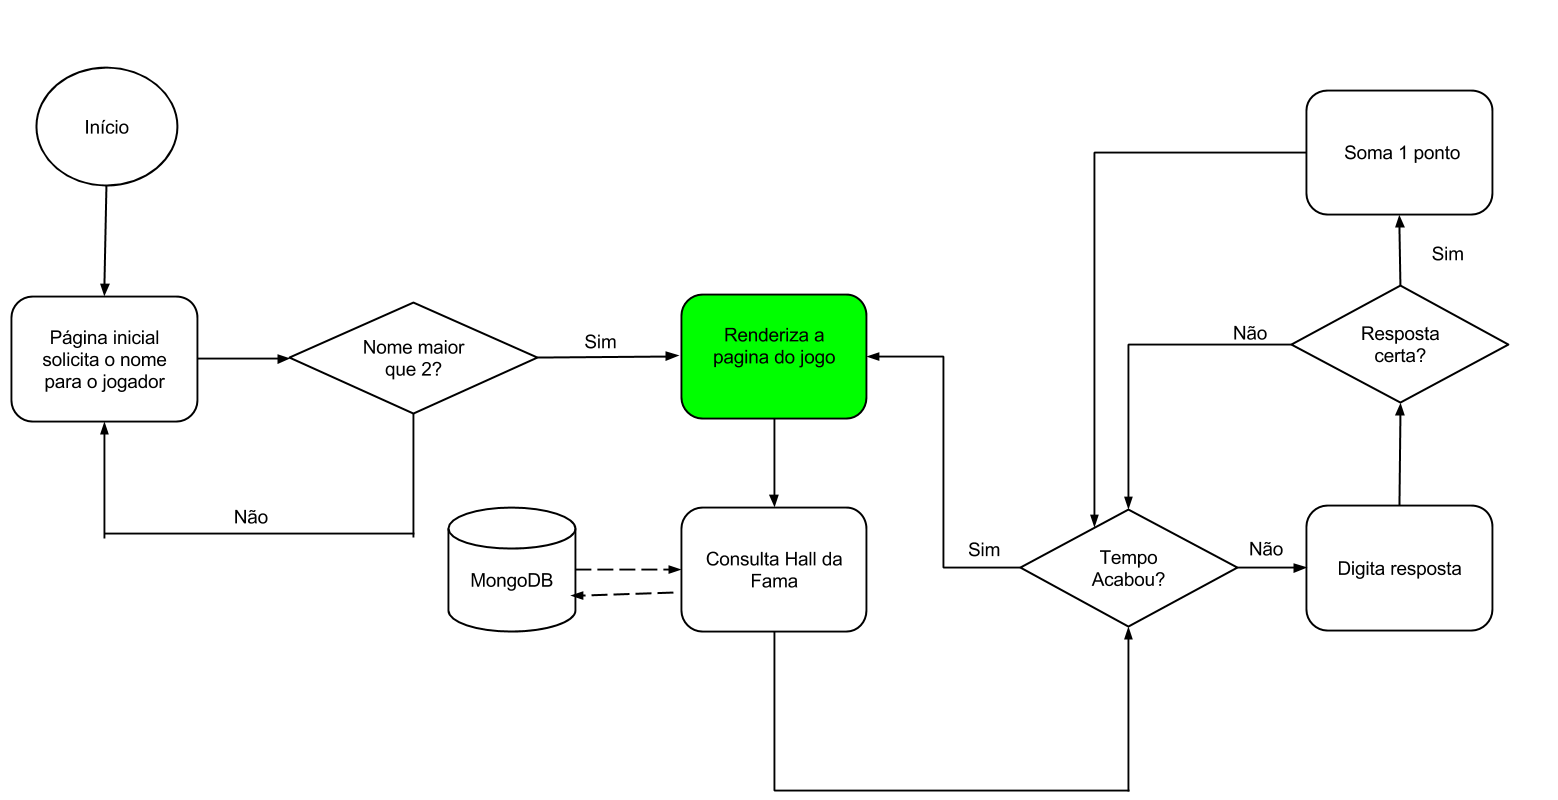 Início
Página inicial
solicita o nome
para o jogador
Nome maior
que 2?
Sim
Não
Renderiza a
pagina do jogo
MongoDB
Consulta Hall da
Fama
Sim
Tempo
Acabou?
Não
Digita resposta
Resposta
certa?
Não
Sim
Soma 1 ponto